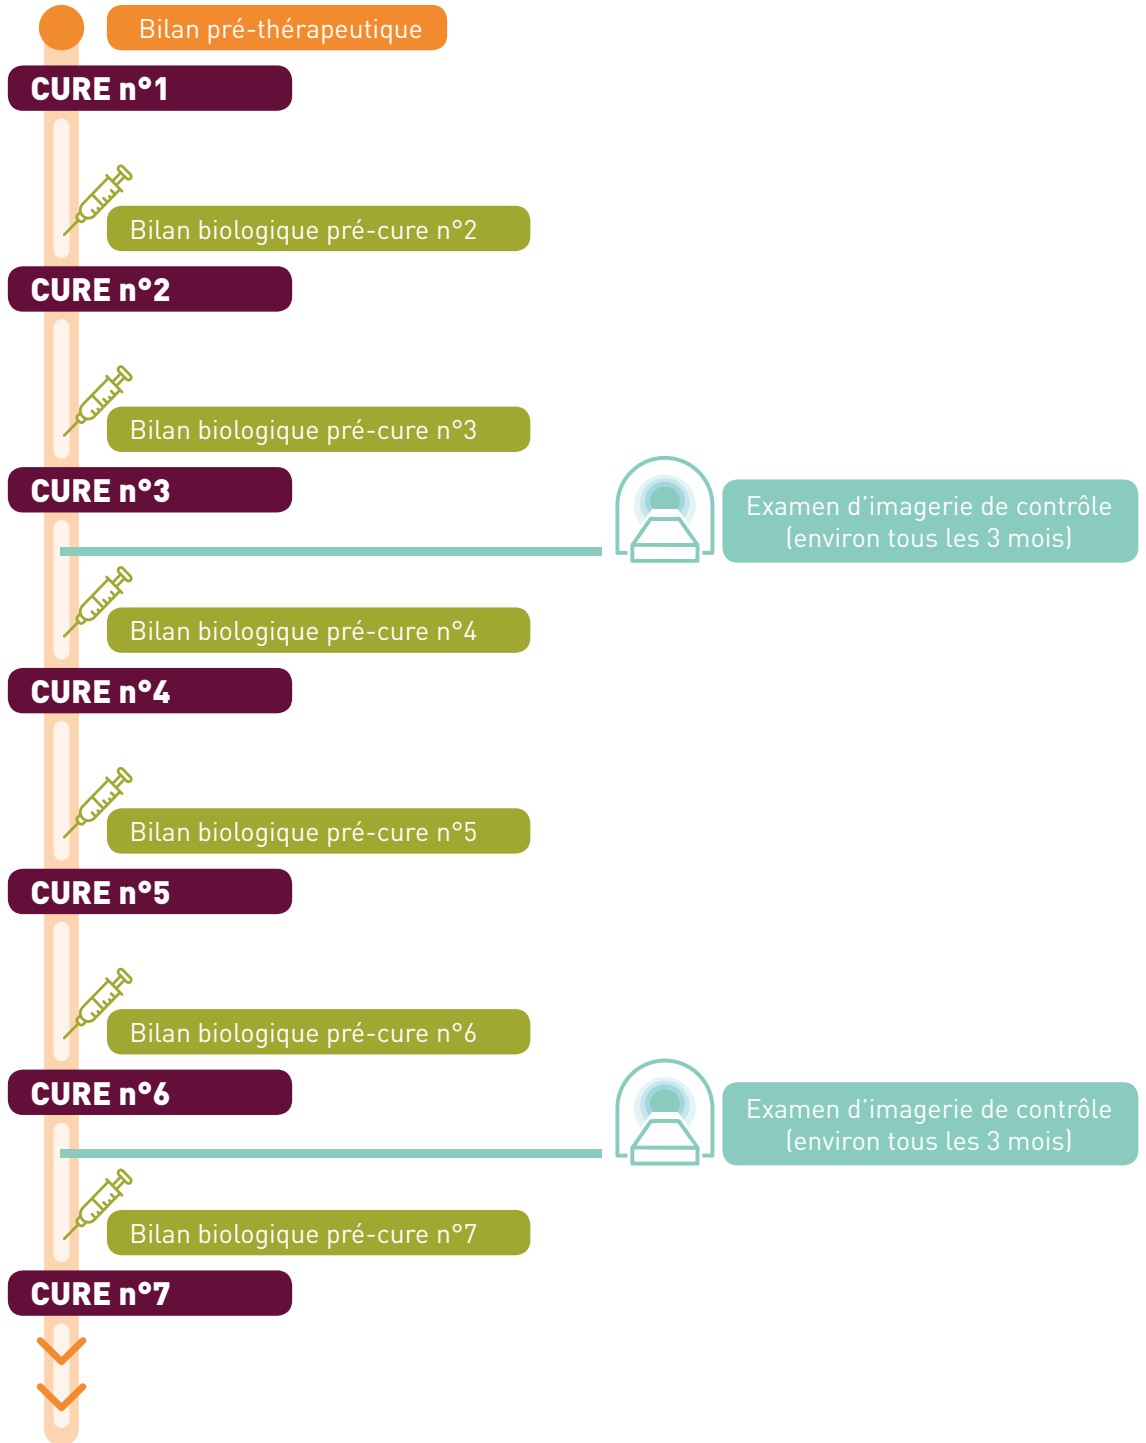 Bilan pré-thérapeutique
CURE n°1
Bilan biologique pré-cure n°2
CURE n°2
Bilan biologique pré-cure n°3
CURE n°3
Examen d’imagerie de contrôle
(environ tous les 3 mois)
Bilan biologique pré-cure n°4
CURE n°4
Bilan biologique pré-cure n°5
CURE n°5
Bilan biologique pré-cure n°6
CURE n°6
Examen d’imagerie de contrôle
(environ tous les 3 mois)
Bilan biologique pré-cure n°7
CURE n°7